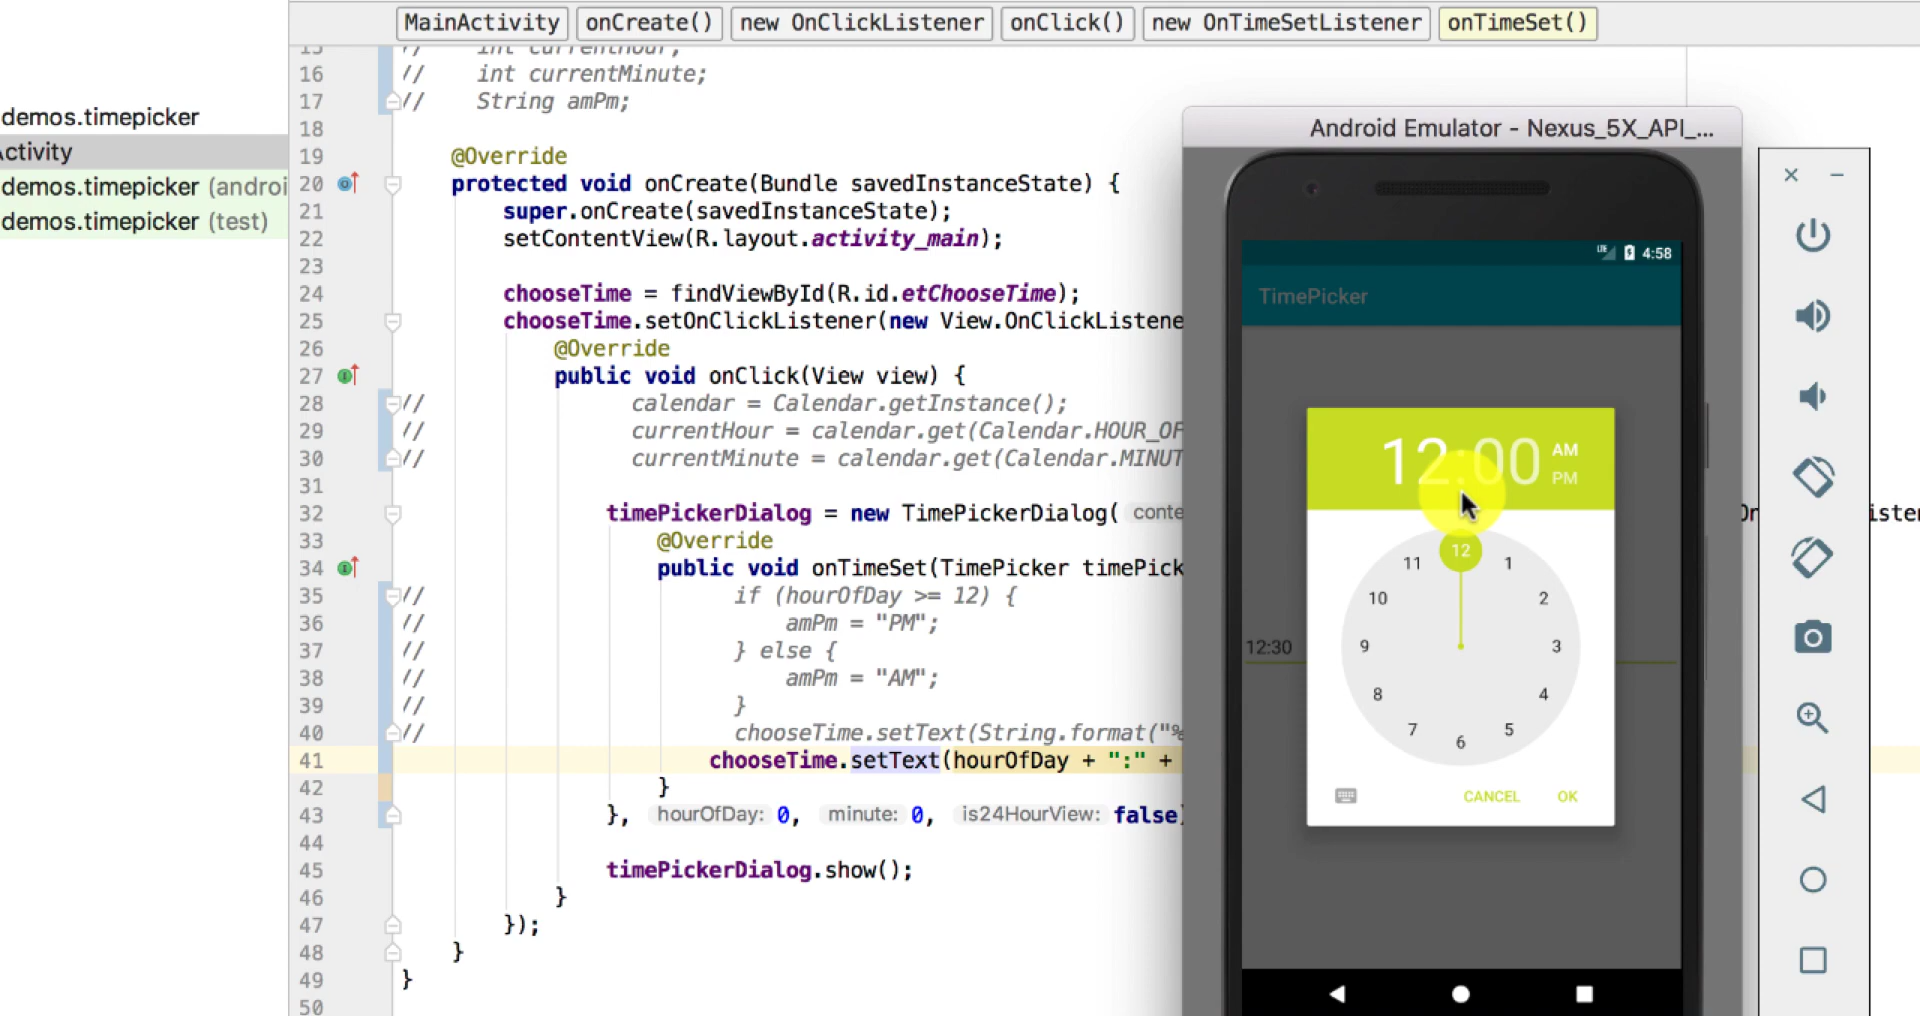 MainActivity onCreate() new OnClickListener onClick() new OnTimeSetListener onTimeSet()
demos.timepicker
Activity
demos.timepicker (androi
demos.timepicker (test)
15 // int currentHour;
16 // int currentMinute;
17 // String amPm;
18
19 @Override
20 protected void onCreate(Bundle savedInstanceState) {
21 super.onCreate(savedInstanceState);
22 setContentView(R.layout.activity_main);
23
24 chooseTime = findViewById(R.id.etChooseTime);
25 chooseTime.setOnClickListener(new View.OnClickListene
26 @Override
27 public void onClick(View view) {
28 // calendar = Calendar.getInstance();
29 // currentHour = calendar.get(Calendar.HOUR_OF
30 // currentMinute = calendar.get(Calendar.MINUT
31
32 timePickerDialog = new TimePickerDialog( conte
33 @Override
34 public void onTimeSet(TimePicker timePick
35 // if (hourOfDay >= 12) {
36 // amPm = "PM";
37 // } else {
38 // amPm = "AM";
39 // }
40 // chooseTime.setText(String.format("%
41 chooseTime.setText(hourOfDay + ":" +
42 }
43 }, hourOfDay: 0, minute: 0, is24HourView: false)
44
45 timePickerDialog.show();
46 }
47 });
48 }
49 }
50
Android Emulator - Nexus_5X_API_...
LTE 4:58
TimePicker
12:00 AM
PM
12
11 1
10 2
9 3
8 4
7 5
6
12:30
CANCEL OK
On
isten